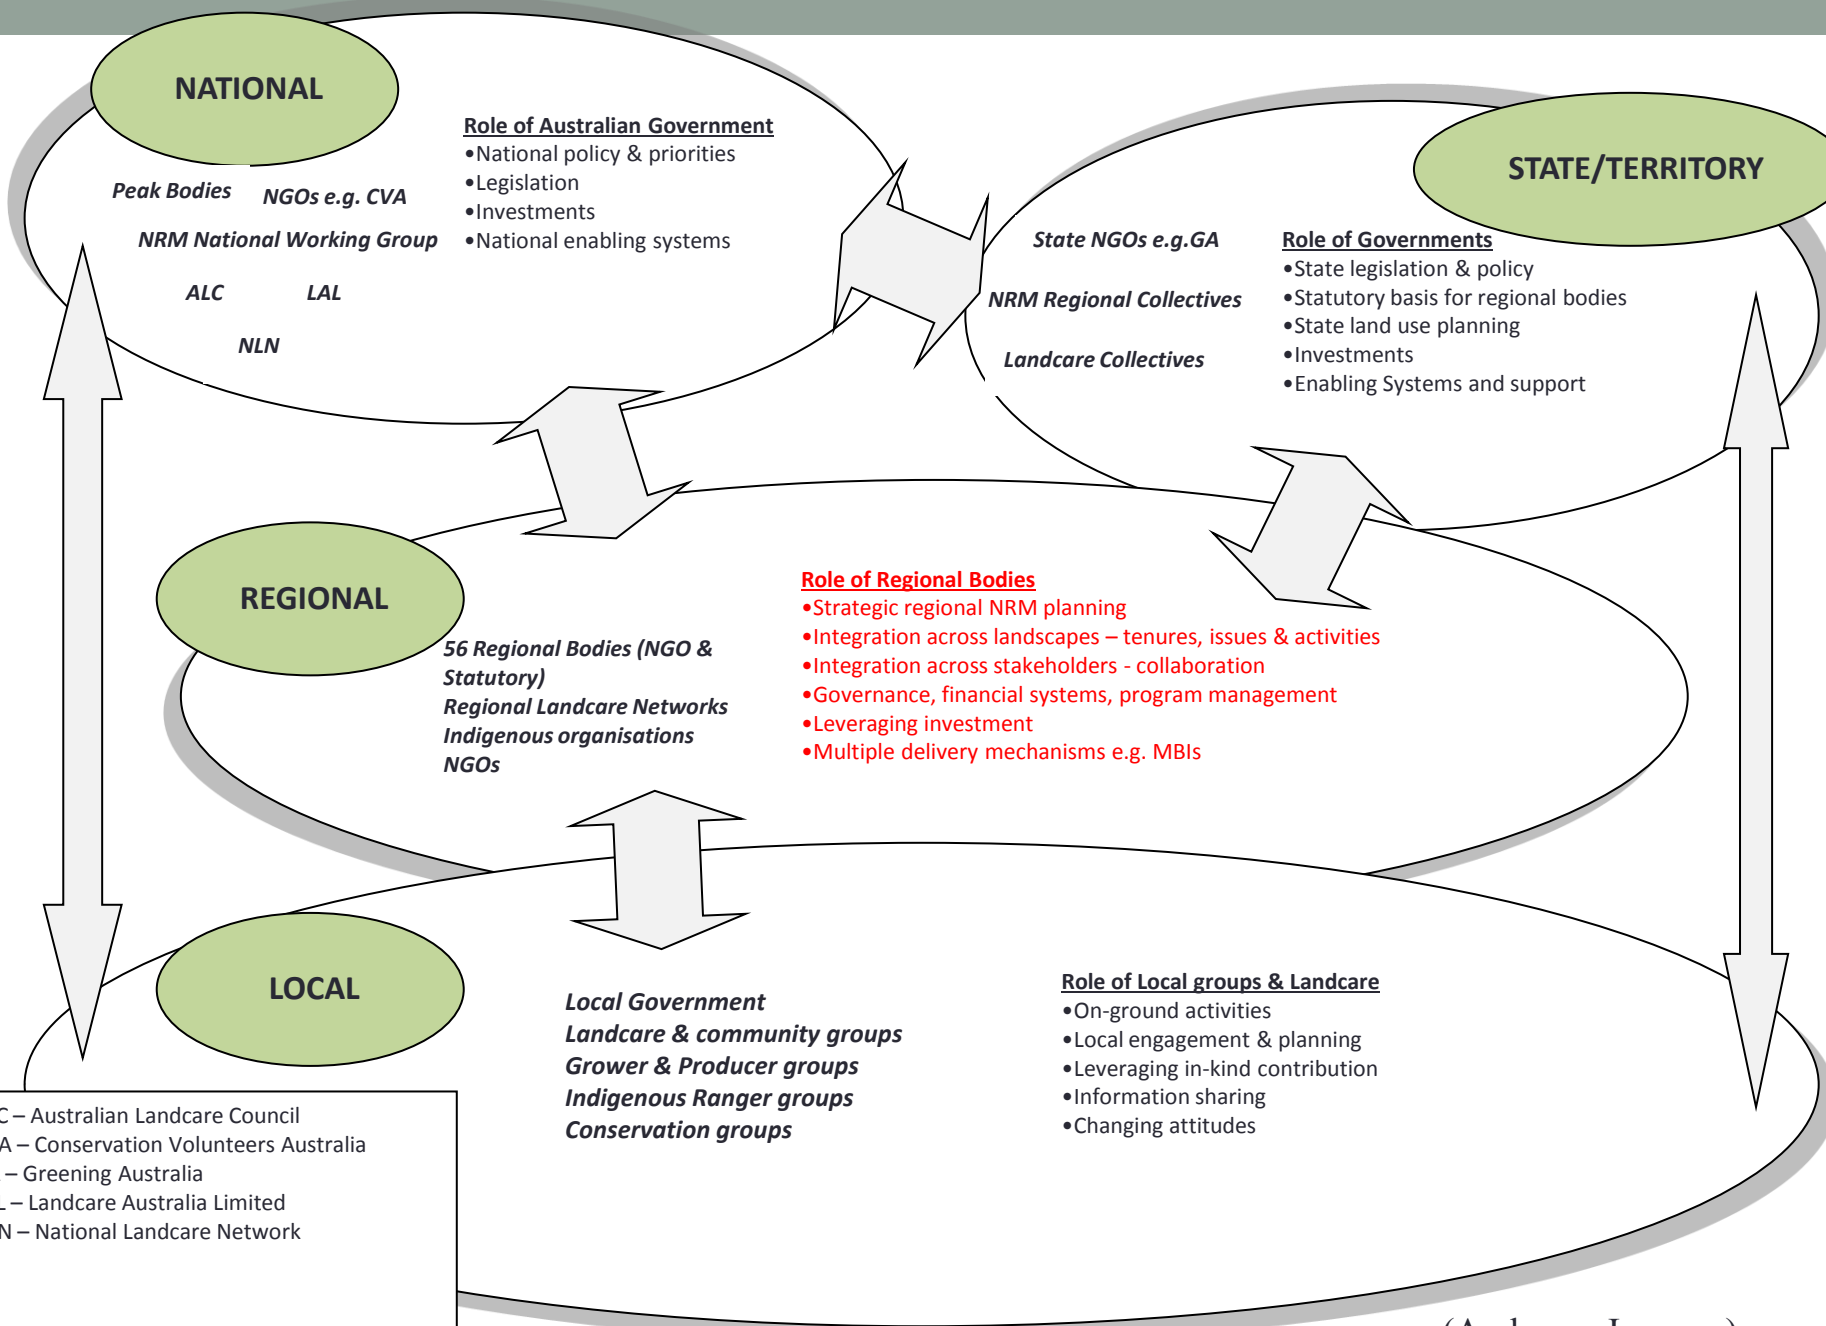 NATIONAL
Role of Australian Government
•National policy & priorities
•Legislation
•Investments
•National enabling systems
Peak Bodies
NGOs e.g. CVA
NRM National Working Group
ALC
LAL
NLN
STATE/TERRITORY
State NGOs e.g.GA
NRM Regional Collectives
Landcare Collectives
Role of Governments
•State legislation & policy
•Statutory basis for regional bodies
•State land use planning
•Investments
•Enabling Systems and support
REGIONAL
56 Regional Bodies (NGO &
Statutory)
Regional Landcare Networks
Indigenous organisations
NGOs
Role of Regional Bodies
•Strategic regional NRM planning
•Integration across landscapes – tenures, issues & activities
•Integration across stakeholders - collaboration
•Governance, financial systems, program management
•Leveraging investment
•Multiple delivery mechanisms e.g. MBIs
LOCAL
Local Government
Landcare & community groups
Grower & Producer groups
Indigenous Ranger groups
Conservation groups
Role of Local groups & Landcare
•On-ground activities
•Local engagement & planning
•Leveraging in-kind contribution
•Information sharing
•Changing attitudes
C – Australian Landcare Council
A – Conservation Volunteers Australia
– Greening Australia
L – Landcare Australia Limited
N – National Landcare Network